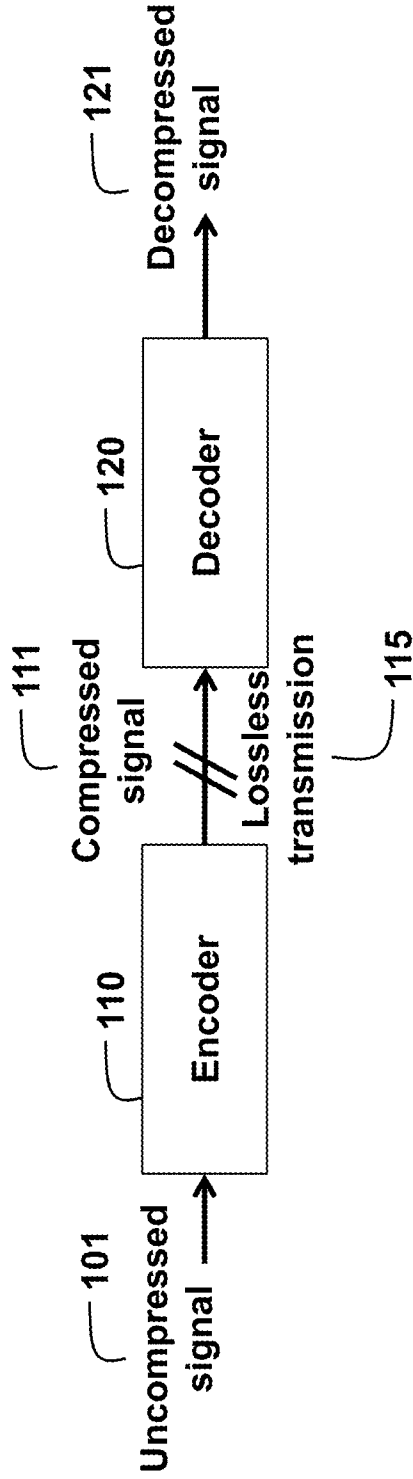 101
Uncompressed
signal
110
Encoder
111
Compressed
signal
Lossless
transmission
115
120
Decoder
121
Decompressed
signal